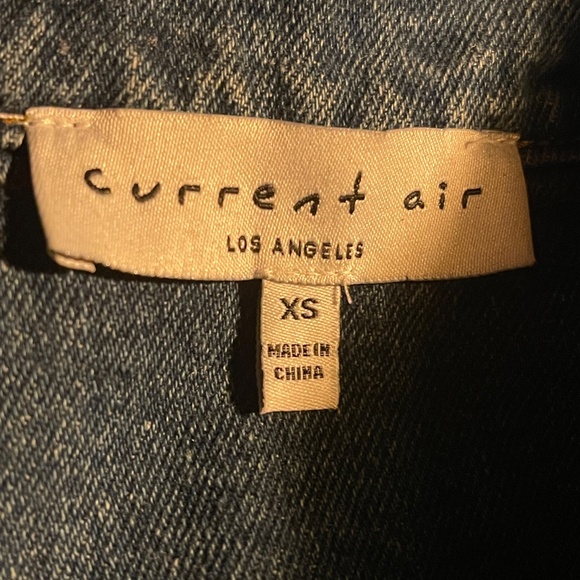 current air
LOS ANGELES
XS
MADE IN
CHINA